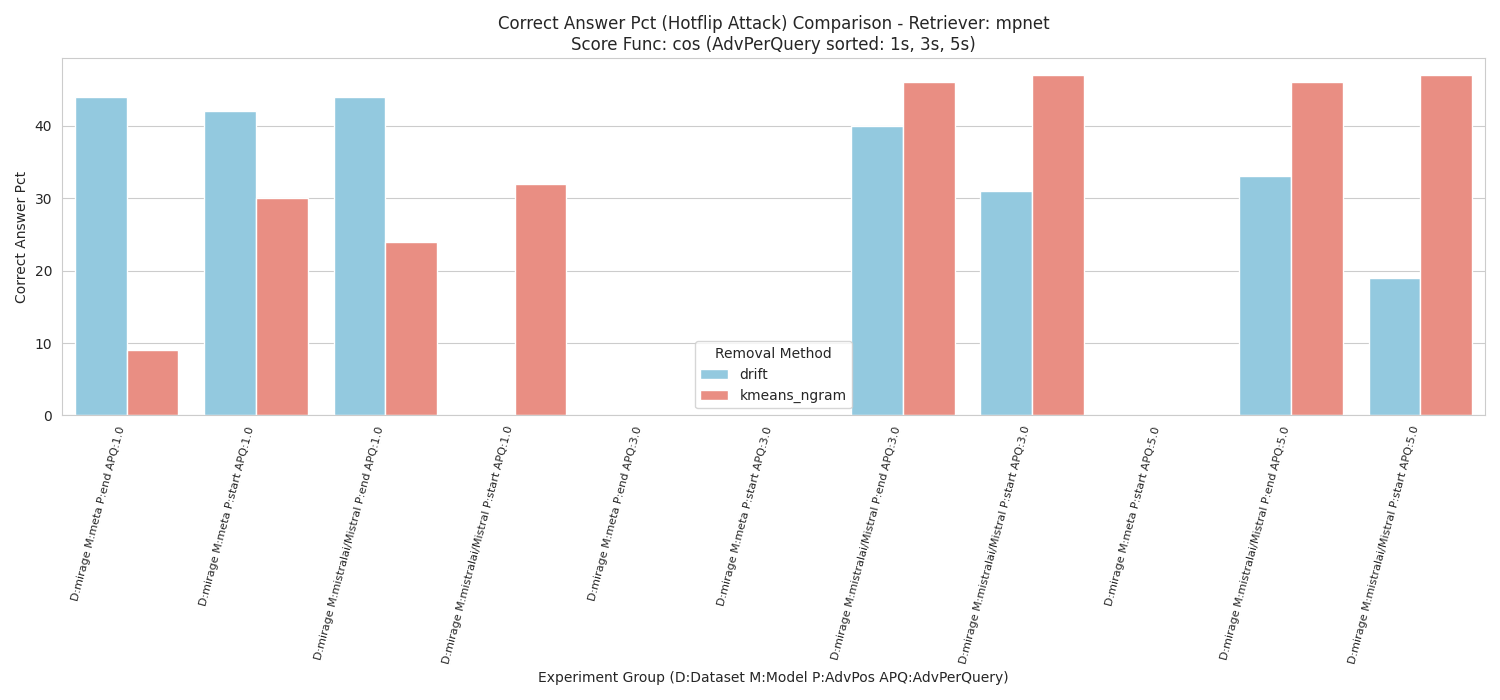 Correct Answer Pct (Hotflip Attack) Comparison - Retriever: mpnet
Score Func: cos (AdvPerQuery sorted: 1s, 3s, 5s)
Correct Answer Pct
40
30
20
10
0
Removal Method
drift
kmeans_ngram
D:mirage M:meta P:end APQ:1.0
D:mirage M:meta P:start APQ:1.0
D:mirage M:mistralai/Mistral P:end APQ:1.0
D:mirage M:mistralai/Mistral P:start APQ:1.0
D:mirage M:meta P:end APQ:3.0
D:mirage M:meta P:start APQ:3.0
D:mirage M:mistralai/Mistral P:end APQ:3.0
D:mirage M:mistralai/Mistral P:start APQ:3.0
D:mirage M:meta P:start APQ:5.0
D:mirage M:mistralai/Mistral P:end APQ:5.0
D:mirage M:mistralai/Mistral P:start APQ:5.0
Experiment Group (D:Dataset M:Model P:AdvPos APQ:AdvPerQuery)